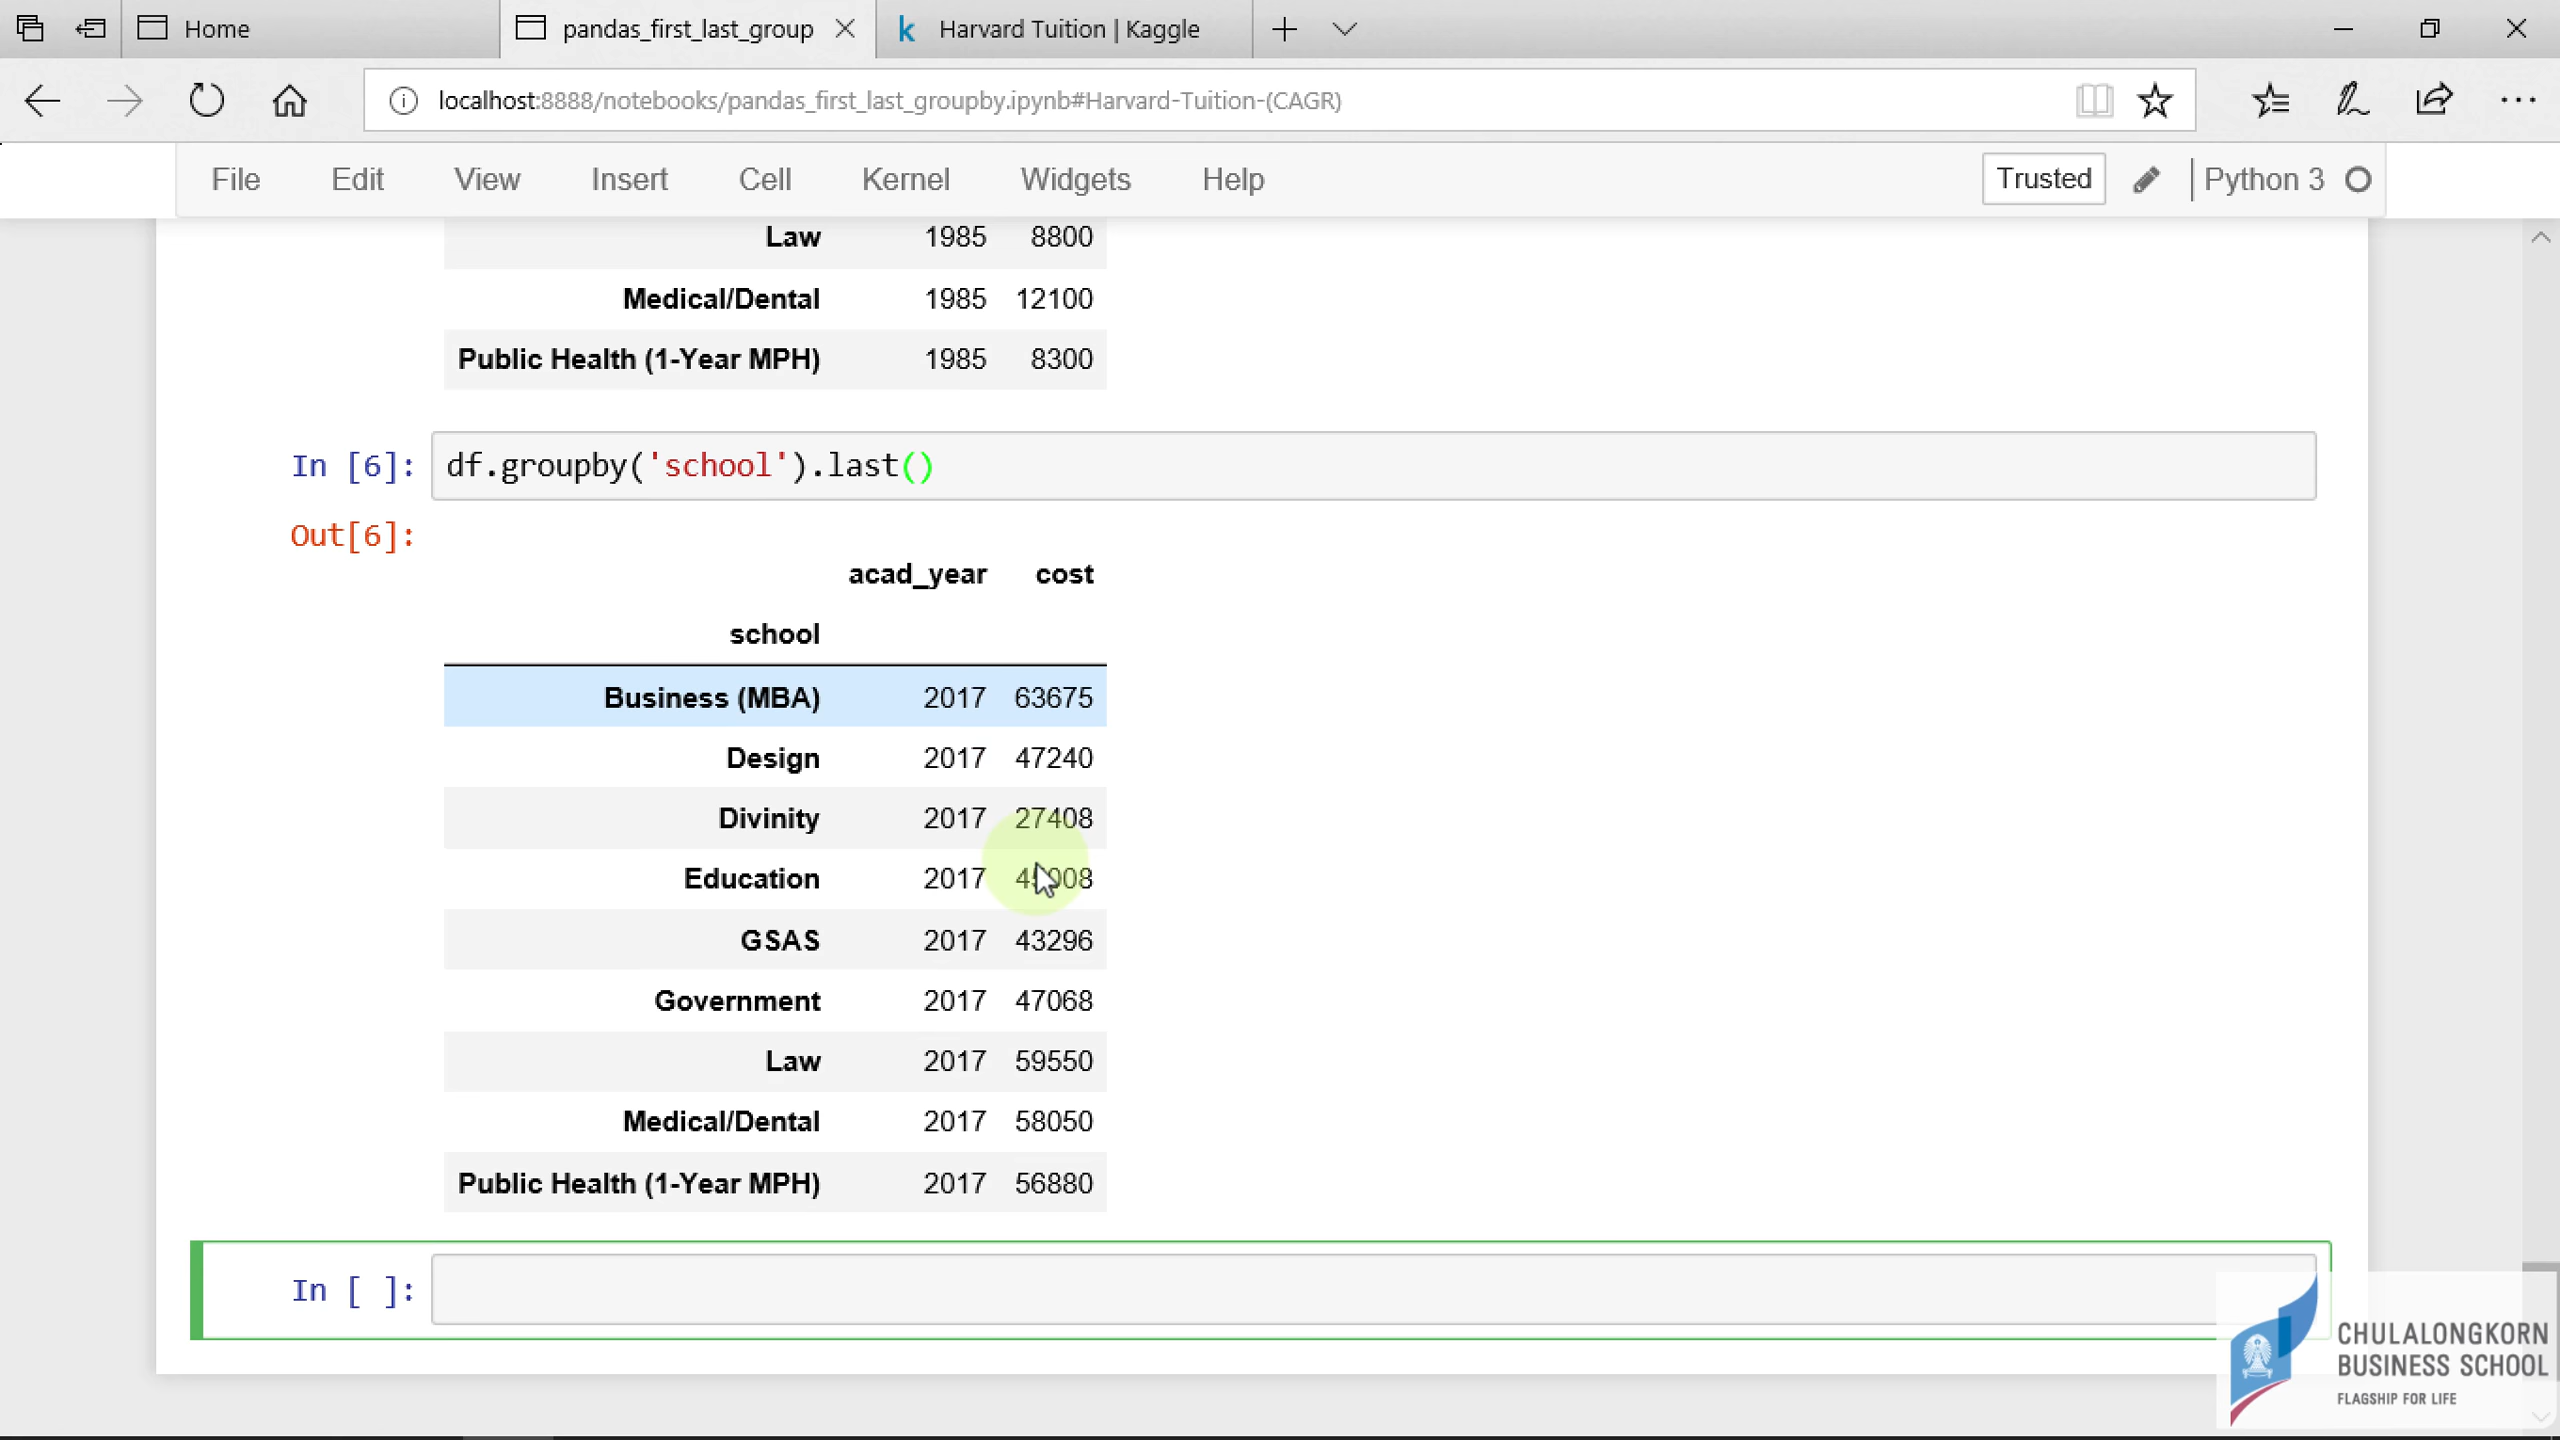 Home
pandas_first_last_group
k Harvard Tuition | Kaggle
localhost:8888/notebooks/pandas_first_last_groupby.ipynb#Harvard-Tuition-(CAGR)
File Edit View Insert Cell Kernel Widgets Help Trusted Python 3
Law 1985 8800
Medical/Dental 1985 12100
Public Health (1-Year MPH) 1985 8300
In [6]: df.groupby('school').last()
Out[6]:
acad_year cost
school
Business (MBA) 2017 63675
Design 2017 47240
Divinity 2017 27408
Education 2017
GSAS 2017 43296
Government 2017 47068
Law 2017 59550
Medical/Dental 2017 58050
Public Health (1-Year MPH) 2017 56880
In [ ]:
CHULALONGKORN
BUSINESS SCHOOL
FLAGSHIP FOR LIFE